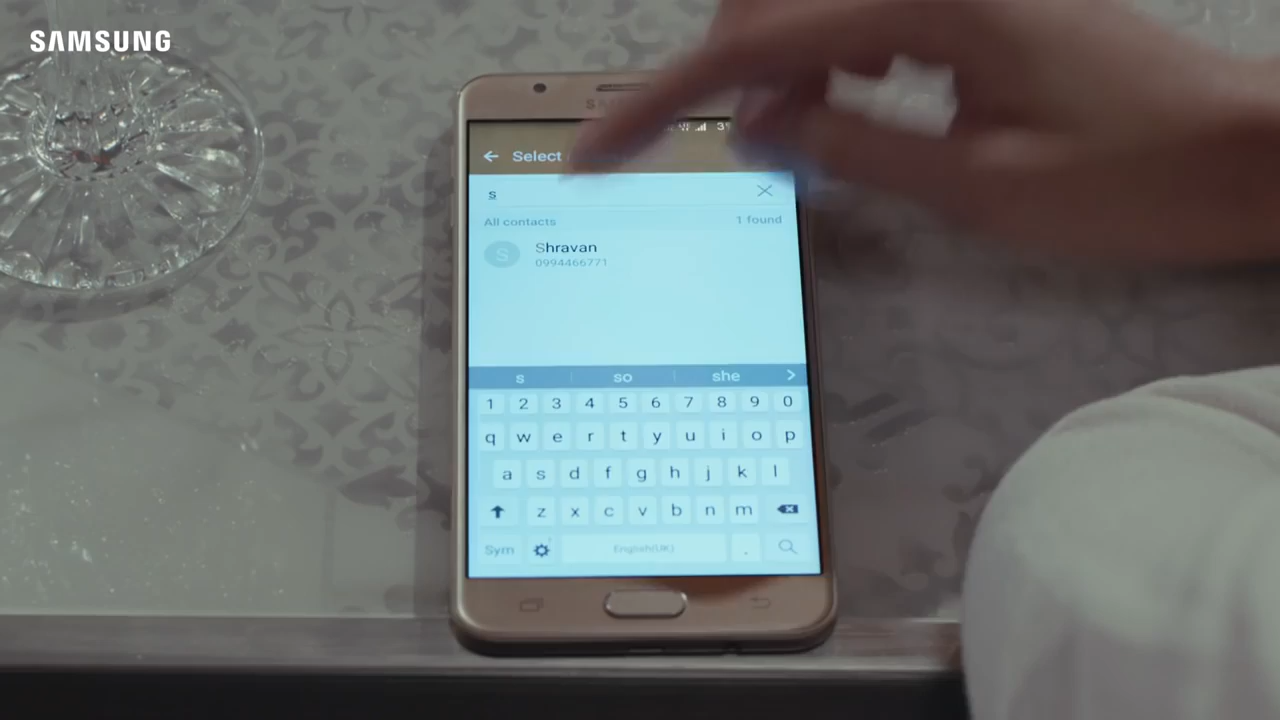 SAMSUNG
Select
s
All contacts 1 found
S Shravan
0994466771
s so she
1 2 3 4 5 6 7 8 9 0
q w e r t y u i o p
a s d f g h j k l
z x c v b n m
Sym English(UK) .